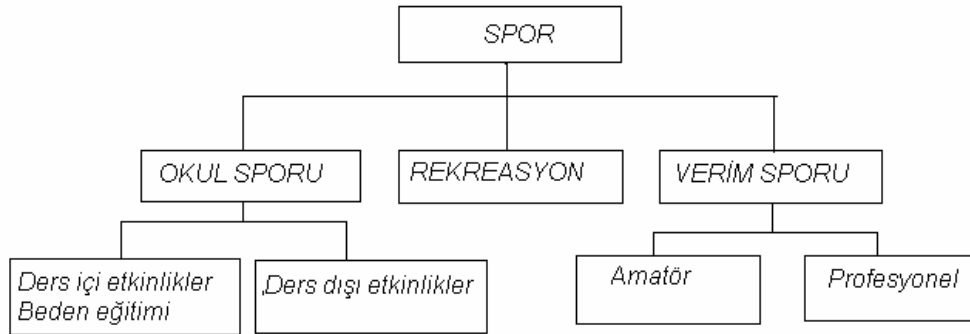 SPOR
OKUL SPORU
REKREASYON
VERİM SPORU
Ders içi etkinlikler
Beden eğitimi
Ders dışı etkinlikler
Amatör
Profesyonel